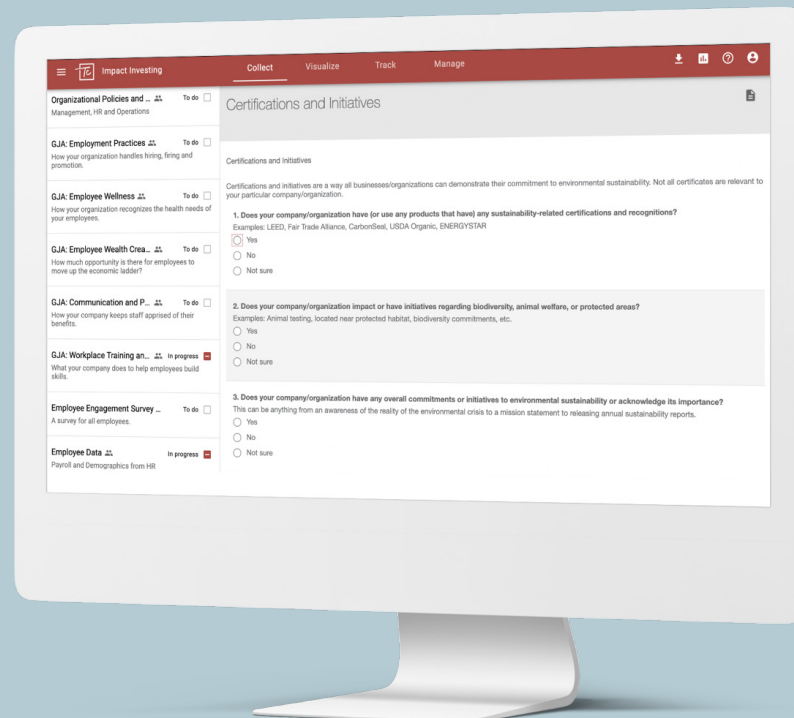 Impact Investing
Collect
Visualize
Track
Manage
Organizational Policies and ... To do
Management, HR and Operations
GJA: Employment Practices To do
How your organization handles hiring, firing and
promotion.
GJA: Employee Wellness To do
How your organization recognizes the health needs of
your employees.
GJA: Employee Wealth Crea... To do
How much opportunity is there for employees to
move up the economic ladder?
GJA: Communication and P... To do
How your company keeps staff apprised of their
benefits.
GJA: Workplace Training an... In progress
What your company does to help employees build
skills.
Employee Engagement Survey ... To do
A survey for all employees.
Employee Data In progress
Payroll and Demographics from HR
Certifications and Initiatives
Certifications and Initiatives
Certifications and initiatives are a way all businesses/organizations can demonstrate their commitment to environmental sustainability. Not all certificates are relevant to
your particular company/organization.
1. Does your company/organization have (or use any products that have) any sustainability-related certifications and recognitions?
Examples: LEED, Fair Trade Alliance, CarbonSeal, USDA Organic, ENERGYSTAR
Yes
No
Not sure
2. Does your company/organization impact or have initiatives regarding biodiversity, animal welfare, or protected areas?
Examples: Animal testing, located near protected habitat, biodiversity commitments, etc.
Yes
No
Not sure
3. Does your company/organization have any overall commitments or initiatives to environmental sustainability or acknowledge its importance?
This can be anything from an awareness of the reality of the environmental crisis to a mission statement to releasing annual sustainability reports.
Yes
No
Not sure